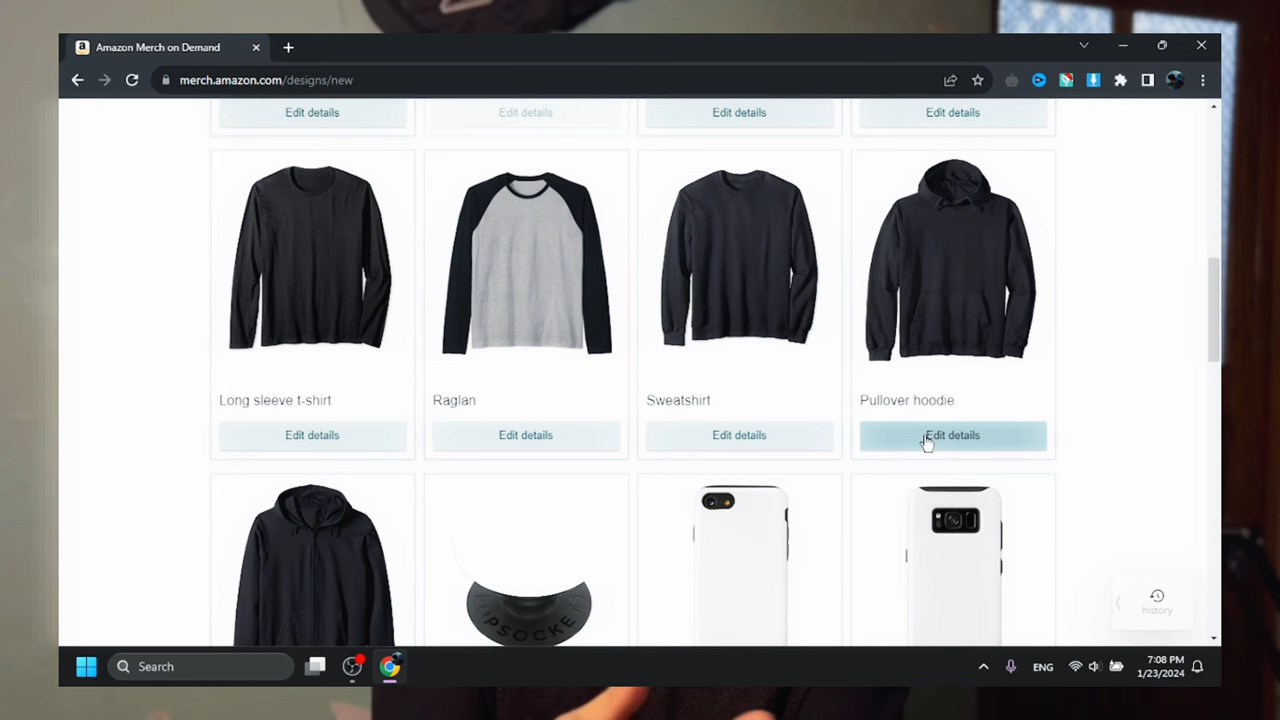 Amazon Merch on Demand
merch.amazon.com/designs/new
Edit details
Edit details
Edit details
Edit details
Long sleeve t-shirt
Raglan
Sweatshirt
Pullover hoodie
Edit details
Edit details
Edit details
Edit details
history
Search
ENG
7:08 PM
1/23/2024